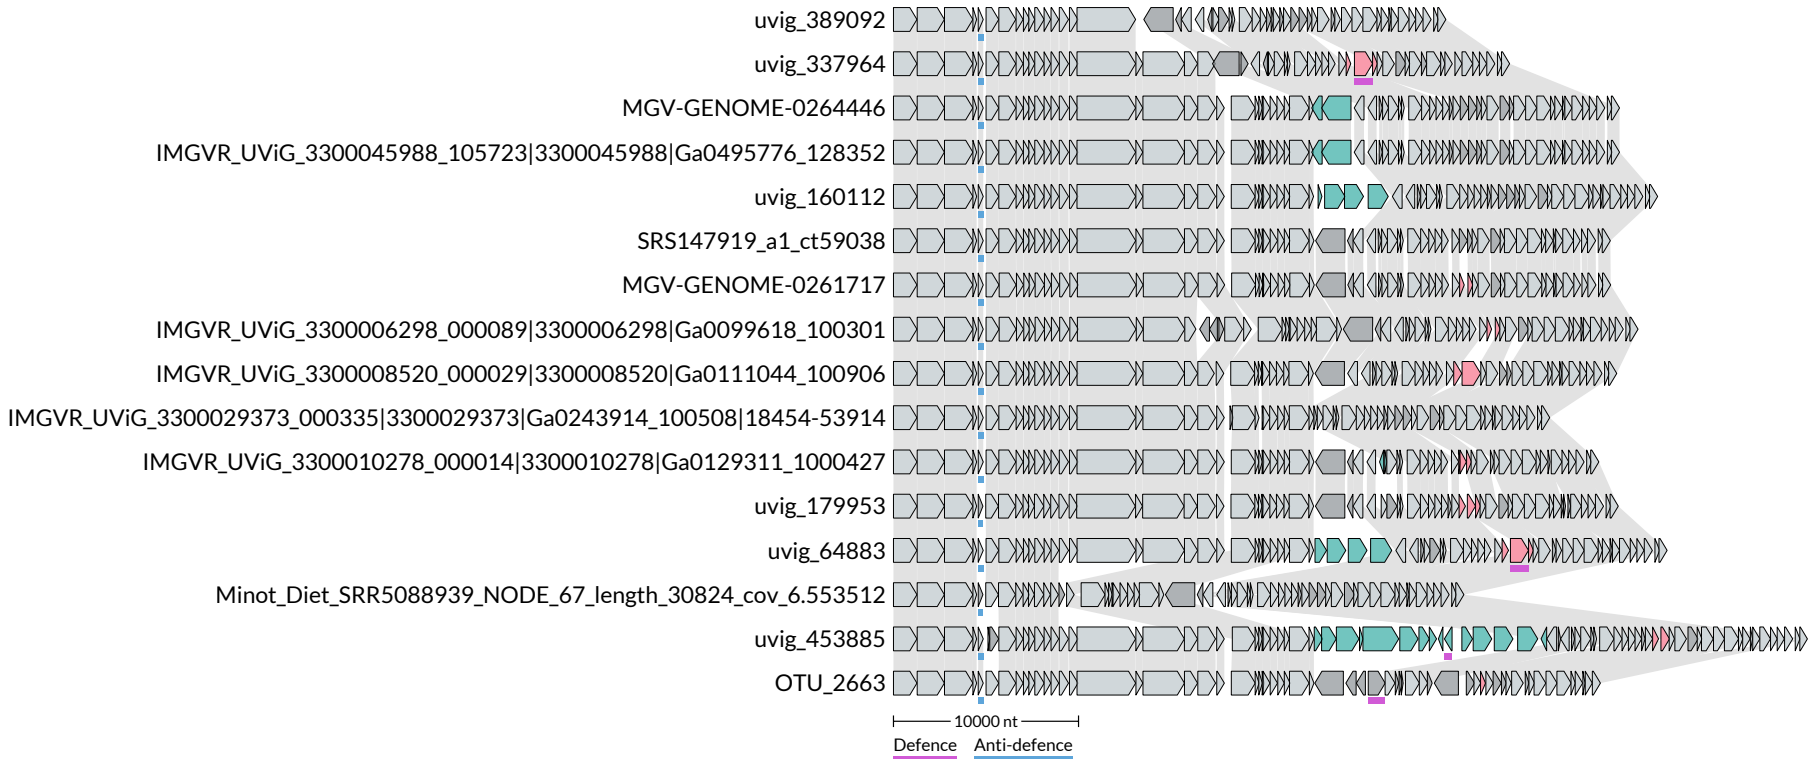 uvig_389092
uvig_337964
MGV-GENOME-0264446
IMGVR_UViG_3300045988_105723|3300045988|Ga0495776_128352
uvig_160112
SRS147919_a1_ct59038
MGV-GENOME-0261717
IMGVR_UViG_3300006298_000089|3300006298|Ga0099618_100301
IMGVR_UViG_3300008520_000029|3300008520|Ga0111044_100906
IMGVR_UViG_3300029373_000335|3300029373|Ga0243914_100508|18454-53914
IMGVR_UViG_3300010278_000014|3300010278|Ga0129311_1000427
uvig_179953
uvig_64883
Minot_Diet_SRR5088939_NODE_67_length_30824_cov_6.553512
uvig_453885
OTU_2663
10000 nt
Defence Anti-defence